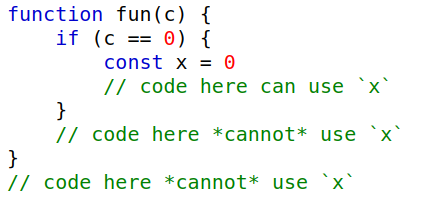 function fun(c) {
    if (c == 0) {
        const x = 0
        // code here can use `x`
    }
    // code here *cannot* use `x`
}
// code here *cannot* use `x`